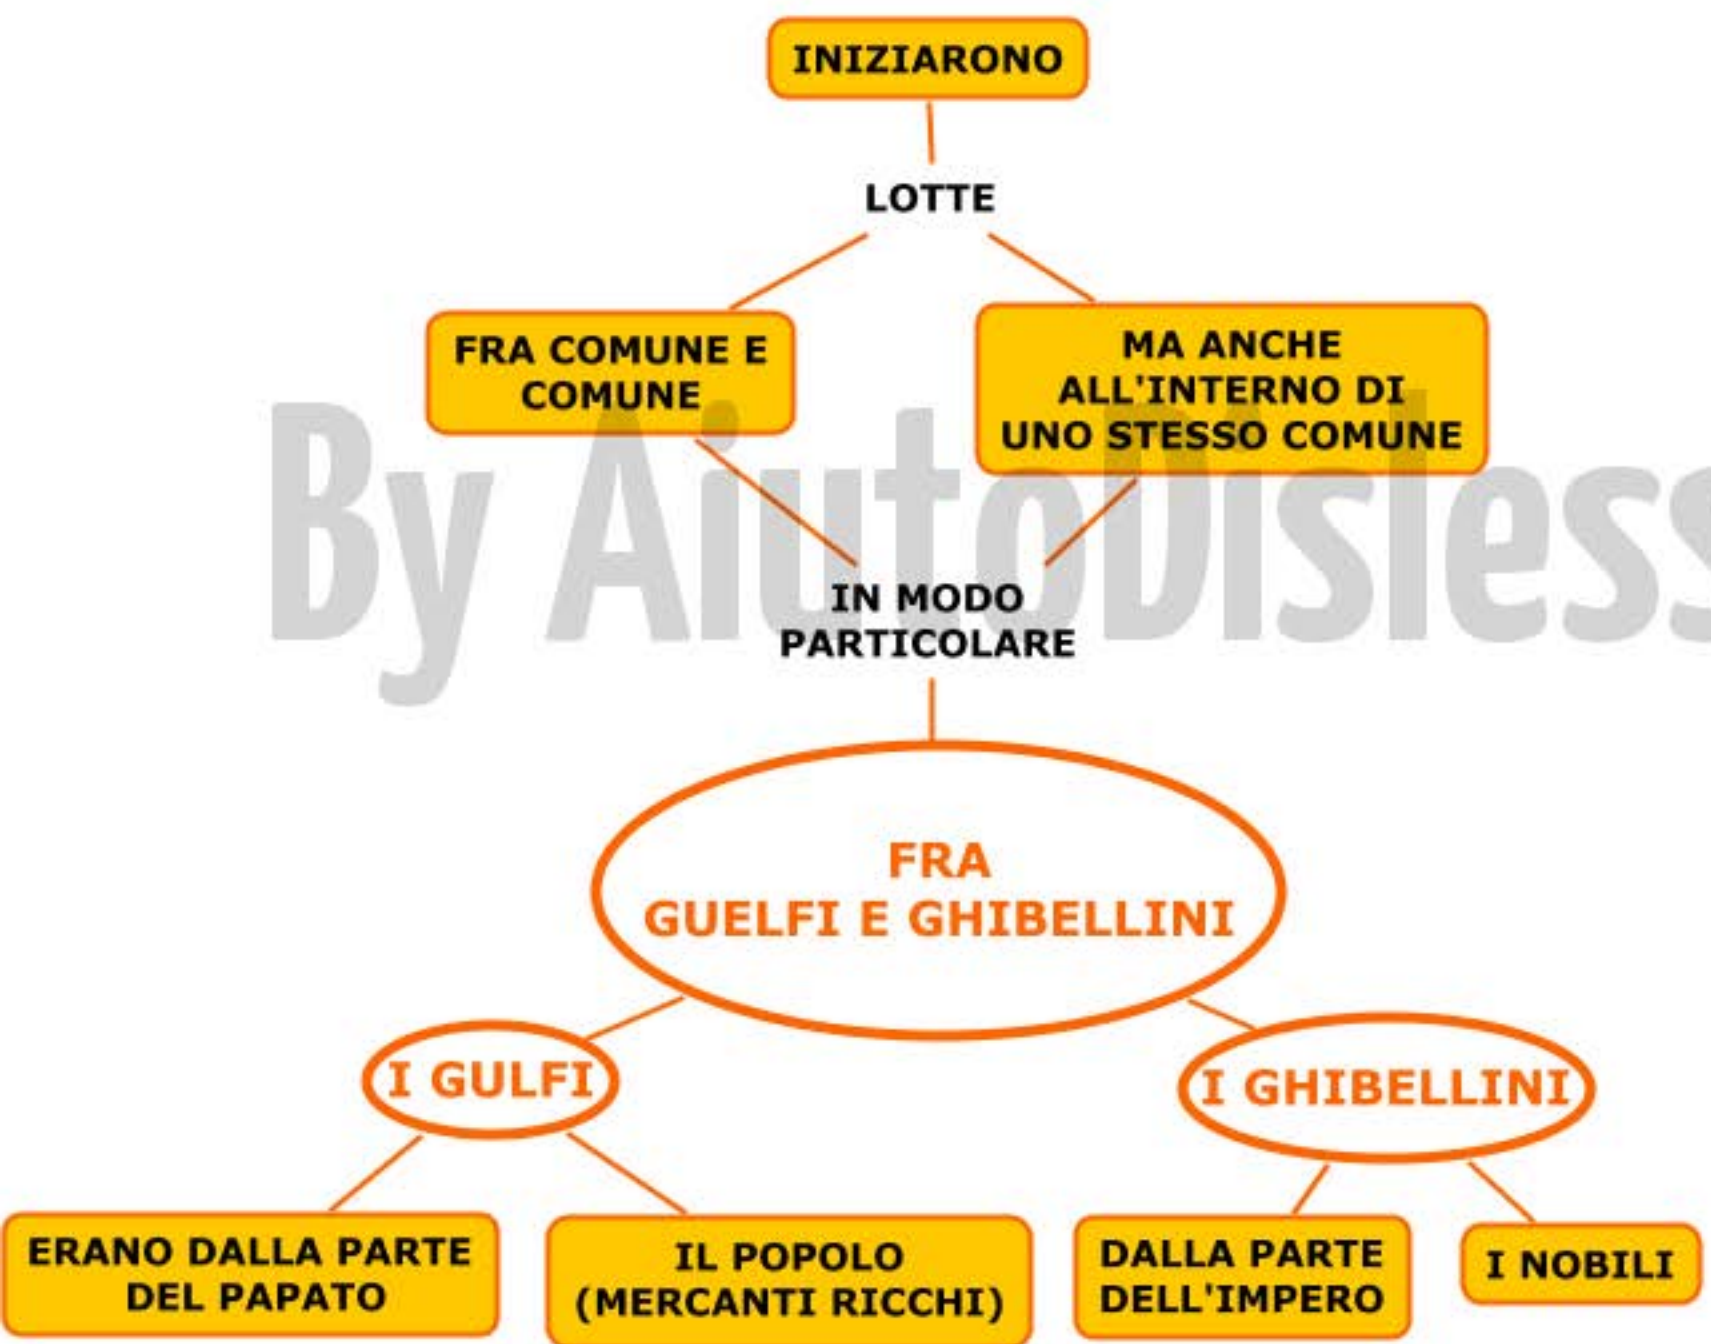 INIZIARONO
LOTTE
FRA COMUNE E
COMUNE
MA ANCHE
ALL'INTERNO DI
UNO STESSO COMUNE
By AiutoDisless
IN MODO
PARTICOLARE
FRA
GUELFI E GHIBELLINI
I GULFI
I GHIBELLINI
ERANO DALLA PARTE
DEL PAPATO
IL POPOLO
(MERCANTI RICCHI)
DALLA PARTE
DELL'IMPERO
I NOBILI